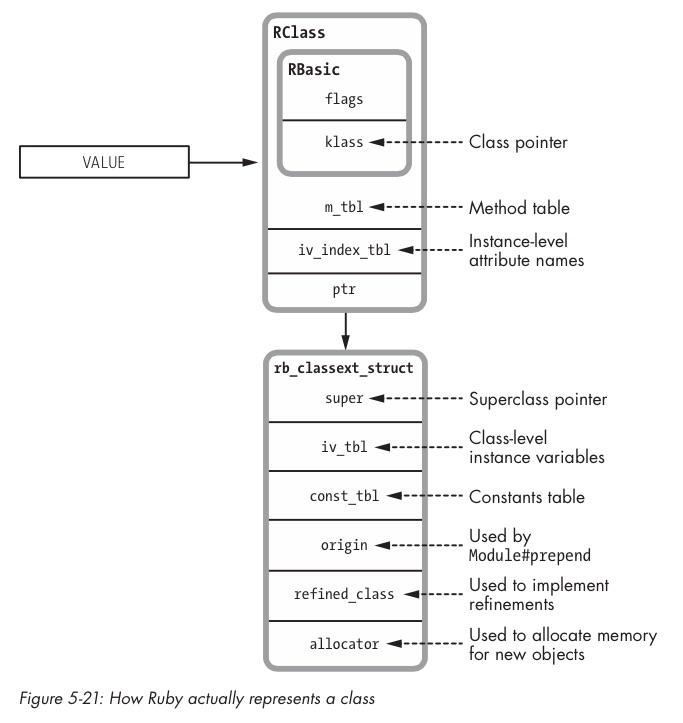 RClass
RBasic
flags
klass
Class pointer
VALUE
m_tbl
Method table
iv_index_tbl
Instance-level
attribute names
ptr
rb_classext_struct
super
Superclass pointer
iv_tbl
Class-level
instance variables
const_tbl
Constants table
origin
Used by
Module#prepend
refined_class
Used to implement
refinements
allocator
Used to allocate memory
for new objects
Figure 5-21: How Ruby actually represents a class